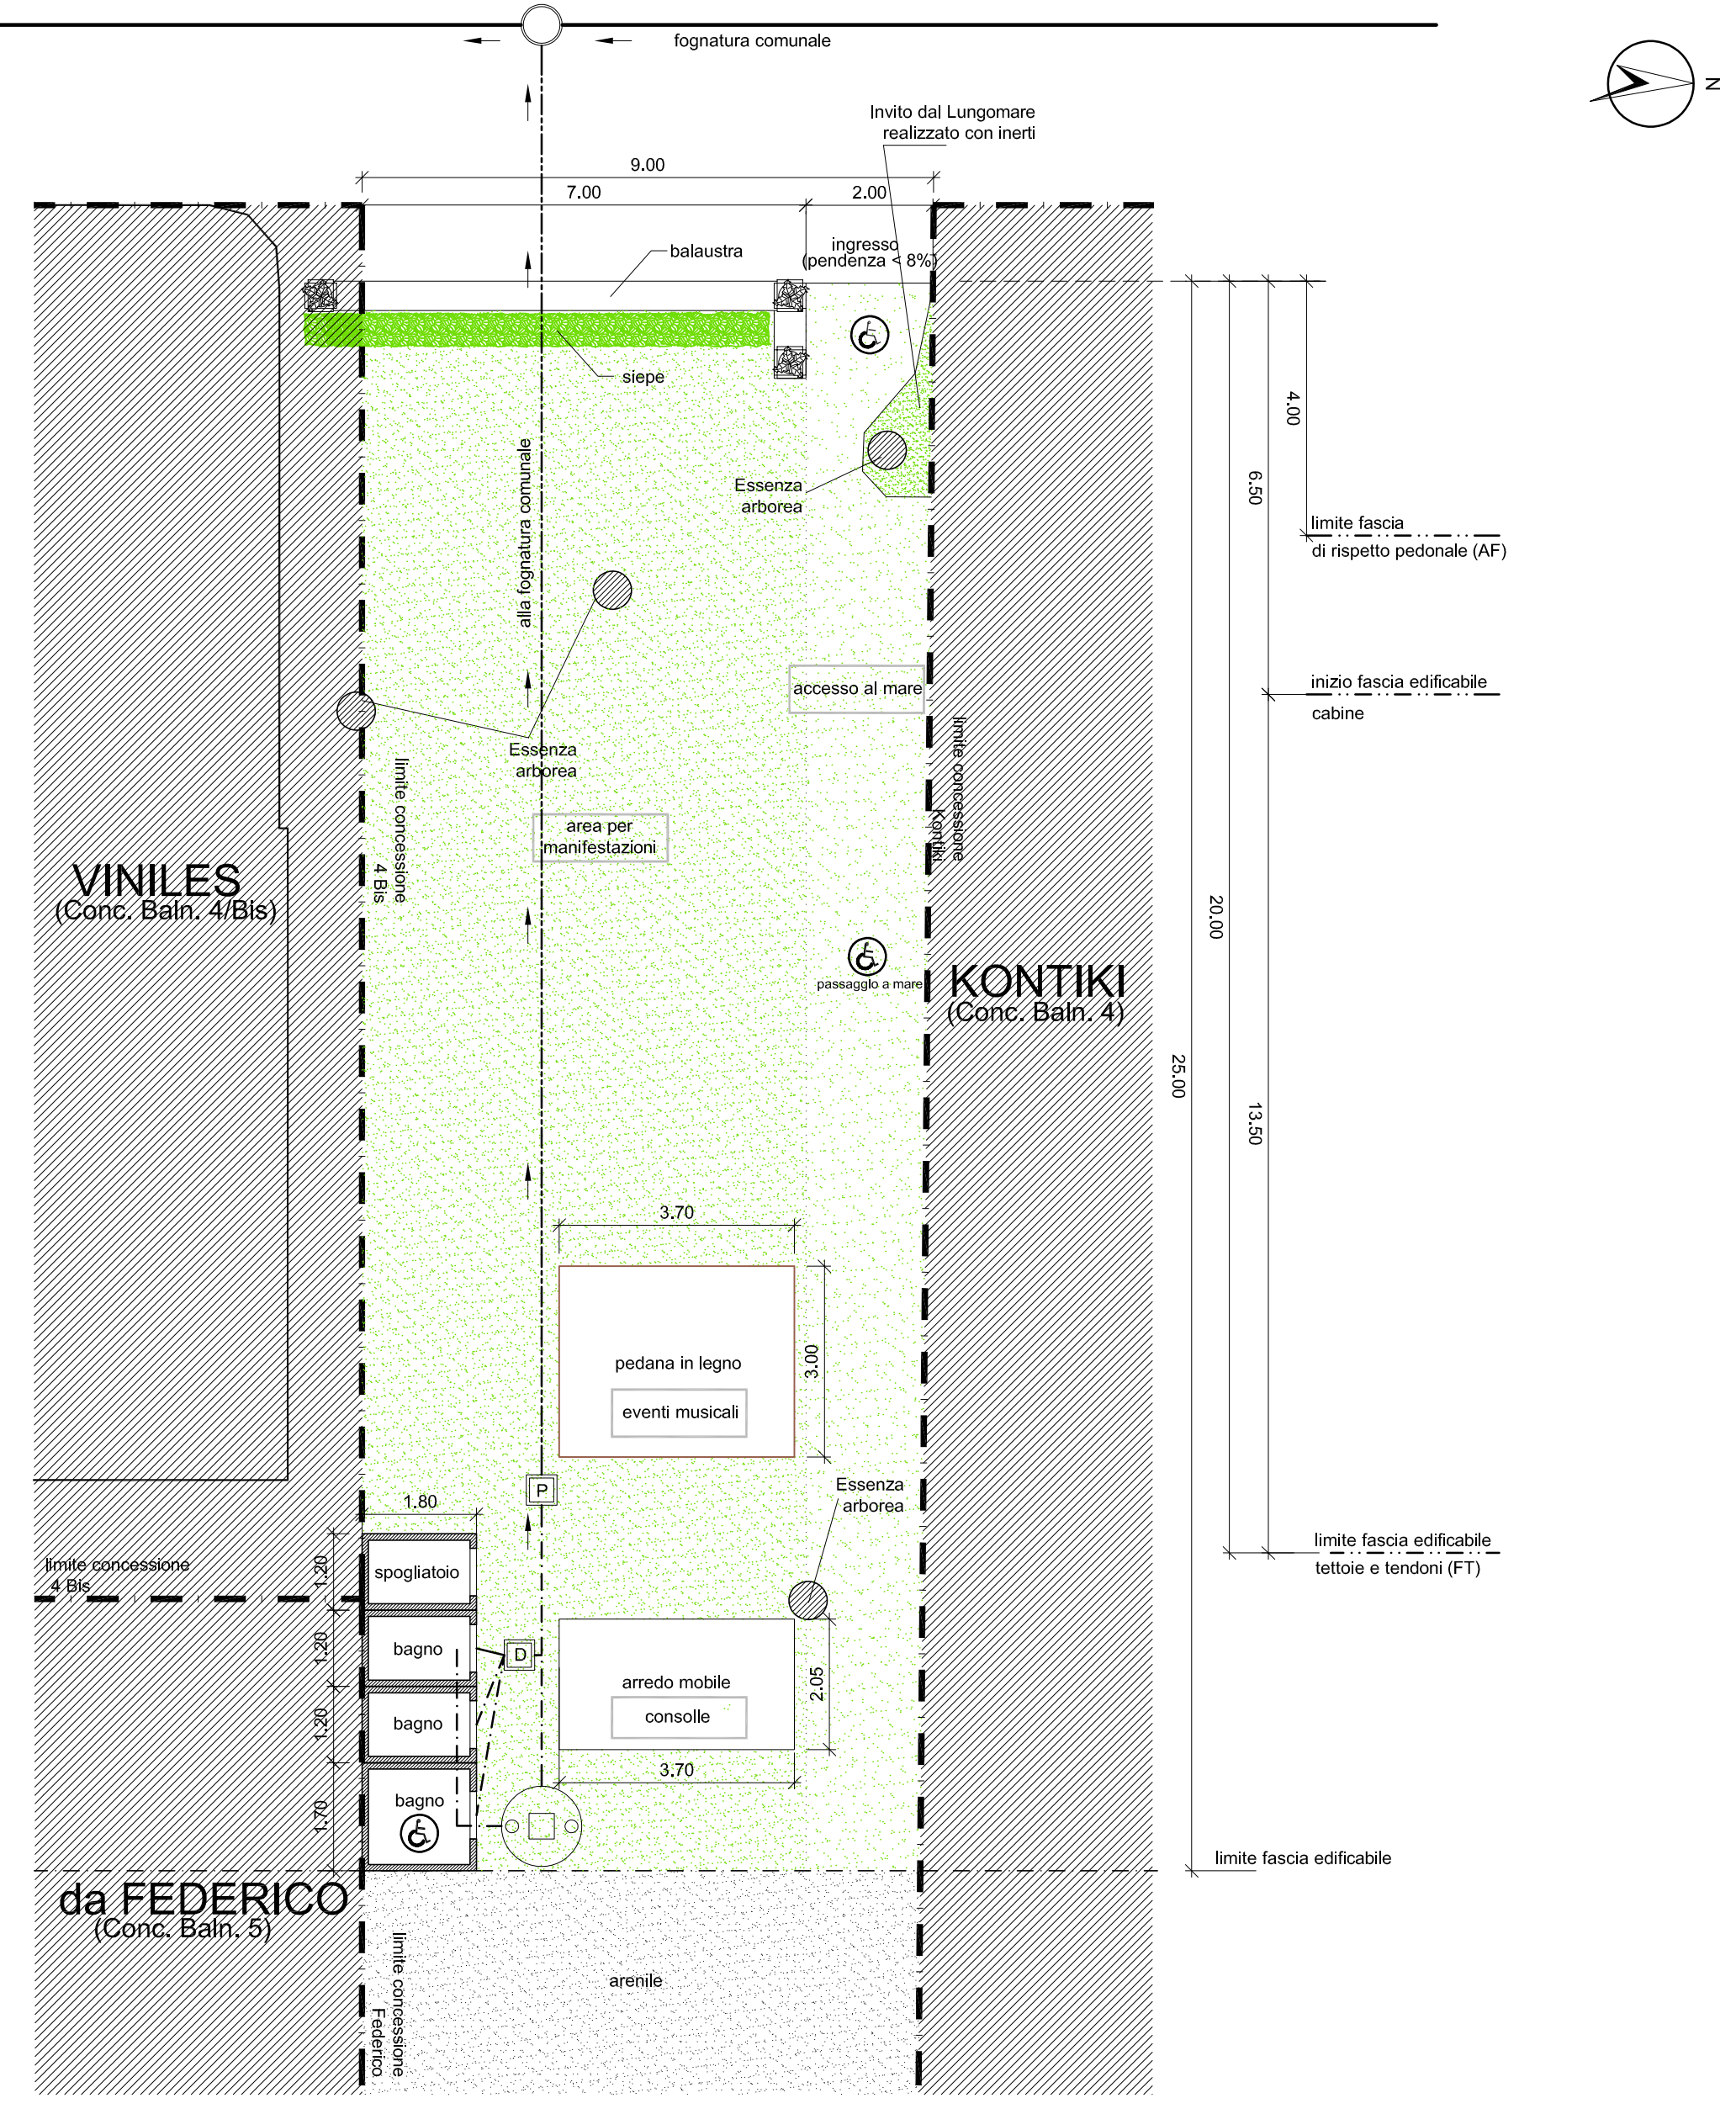 fognatura comunale
N
Invito dal Lungomare
realizzato con inerti
9.00
7.00
2.00
balaustra
ingresso
(pendenza < 8%)
siepe
alla fognatura comunale
Essenza
arborea
4.00
6.50
limite fascia
di rispetto pedonale (AF)
accesso al mare
inizio fascia edificabile
cabine
Essenza
arborea
limite concessione
4 Bis
limite concessione
Kontiki
area per
manifestazioni
VINILES
(Conc. Baln. 4/Bis)
20.00
passaggio a mare
KONTIKI
(Conc. Baln. 4)
25.00
13.50
3.70
3.00
pedana in legno
eventi musicali
P
Essenza
arborea
1.80
limite concessione
4 Bis
1.20
spogliatoio
limite fascia edificabile
tettoie e tendoni (FT)
1.20
bagno
D
arredo mobile
consolle
2.05
1.20
bagno
3.70
1.70
bagno
limite fascia edificabile
da FEDERICO
(Conc. Baln. 5)
limite concessione
Federico
arenile